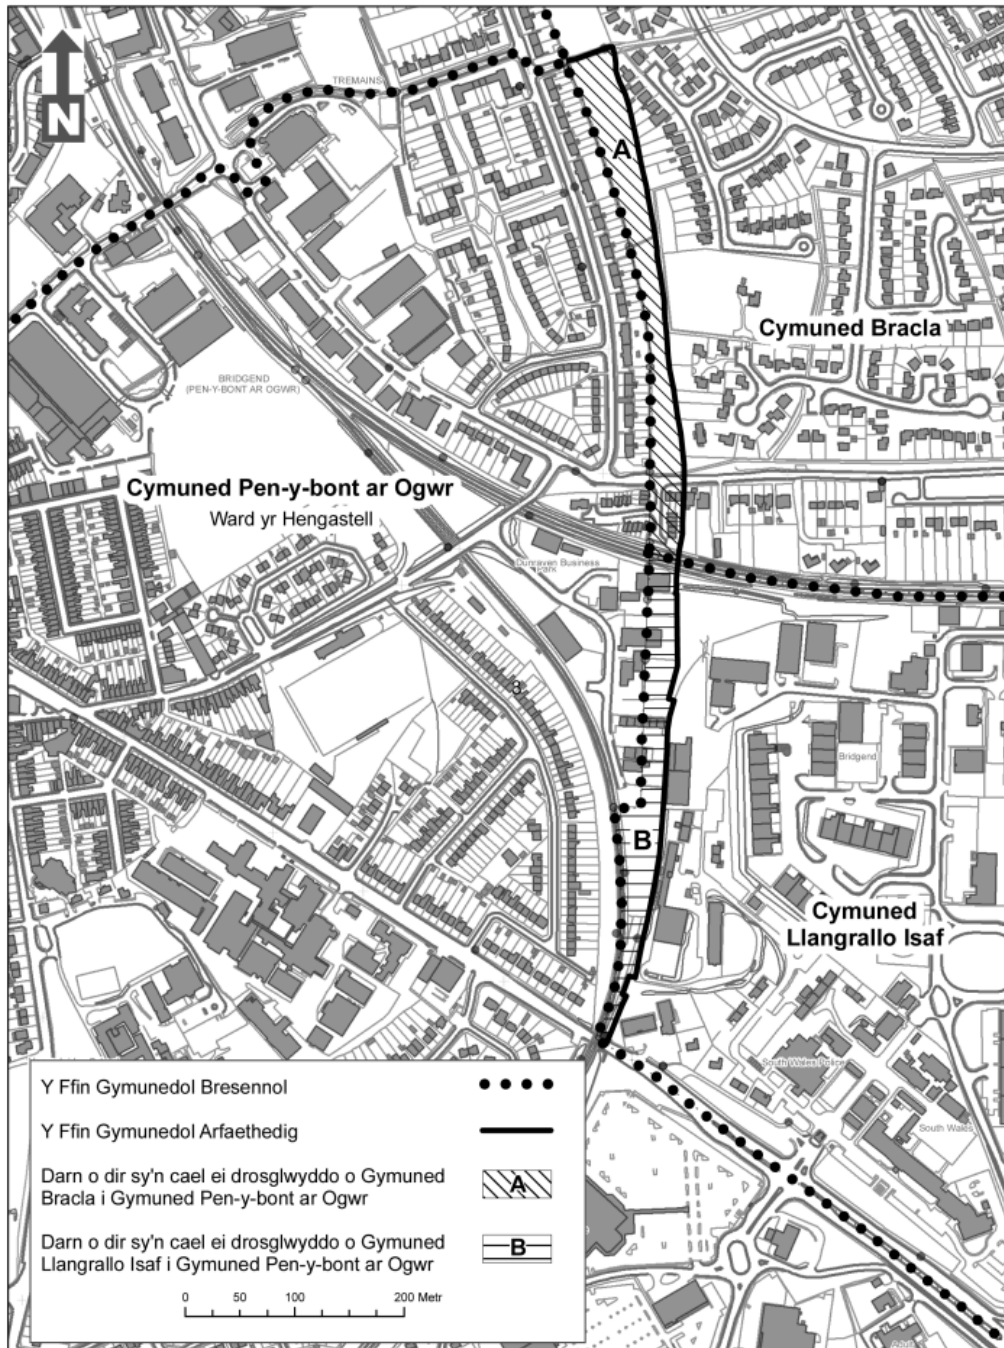 N
TREMAINS
A
Cymuned Bracla
BRIDGEND
(PEN-Y-BONT AR OGWR)
Cymuned Pen-y-bont ar Ogwr
Ward yr Hengastell
Dunraven Business
Park
8
Bridgend
B
Cymuned
Llangrallo Isaf
South Wales Police
South Wales
Y Ffin Gymunedol Bresennol
Y Ffin Gymunedol Arfaethedig
Darn o dir sy'n cael ei drosglwyddo o Gymuned
Bracla i Gymuned Pen-y-bont ar Ogwr
A
Darn o dir sy'n cael ei drosglwyddo o Gymuned
Llangrallo Isaf i Gymuned Pen-y-bont ar Ogwr
B
0 50 100 200 Metr